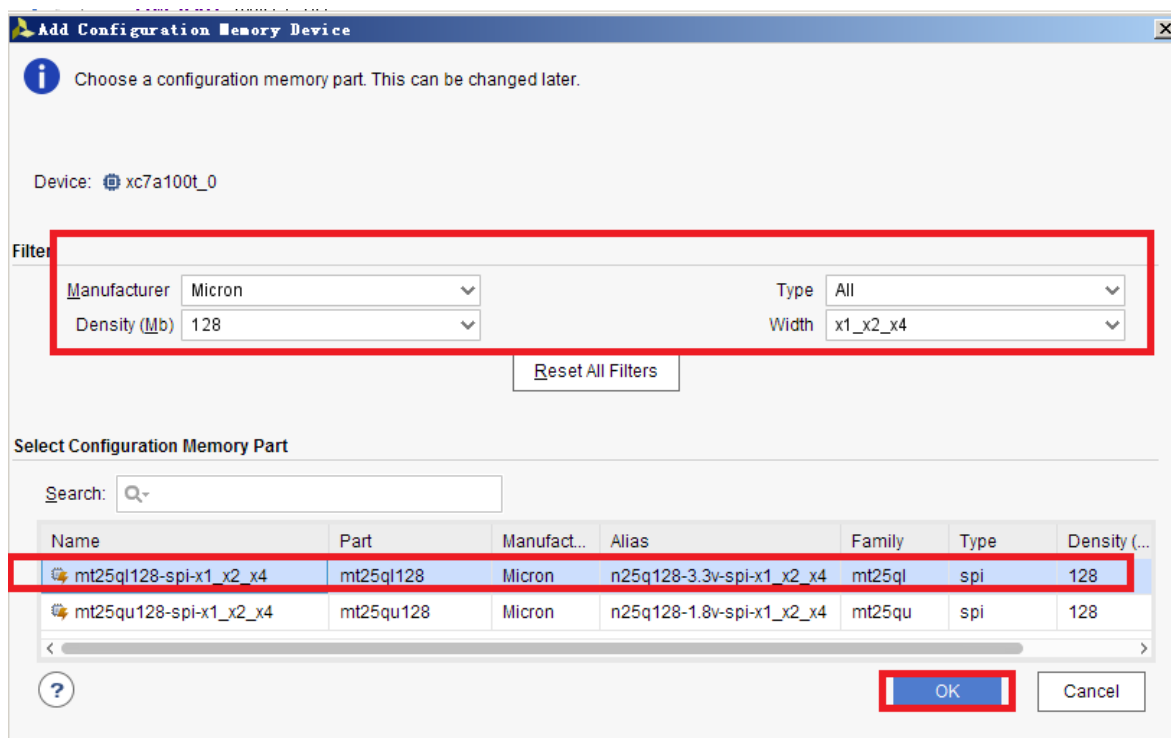 Add Configuration Memory Device
Choose a configuration memory part. This can be changed later.
Device: xc7a100t_0
Filter
Manufacturer Micron Type All
Density (Mb) 128 Width x1_x2_x4
Reset All Filters
Select Configuration Memory Part
Search:
Name Part Manufact... Alias Family Type Density (...
mt25ql128-spi-x1_x2_x4 mt25ql128 Micron n25q128-3.3v-spi-x1_x2_x4 mt25ql spi 128
mt25qu128-spi-x1_x2_x4 mt25qu128 Micron n25q128-1.8v-spi-x1_x2_x4 mt25qu spi 128
? OK Cancel